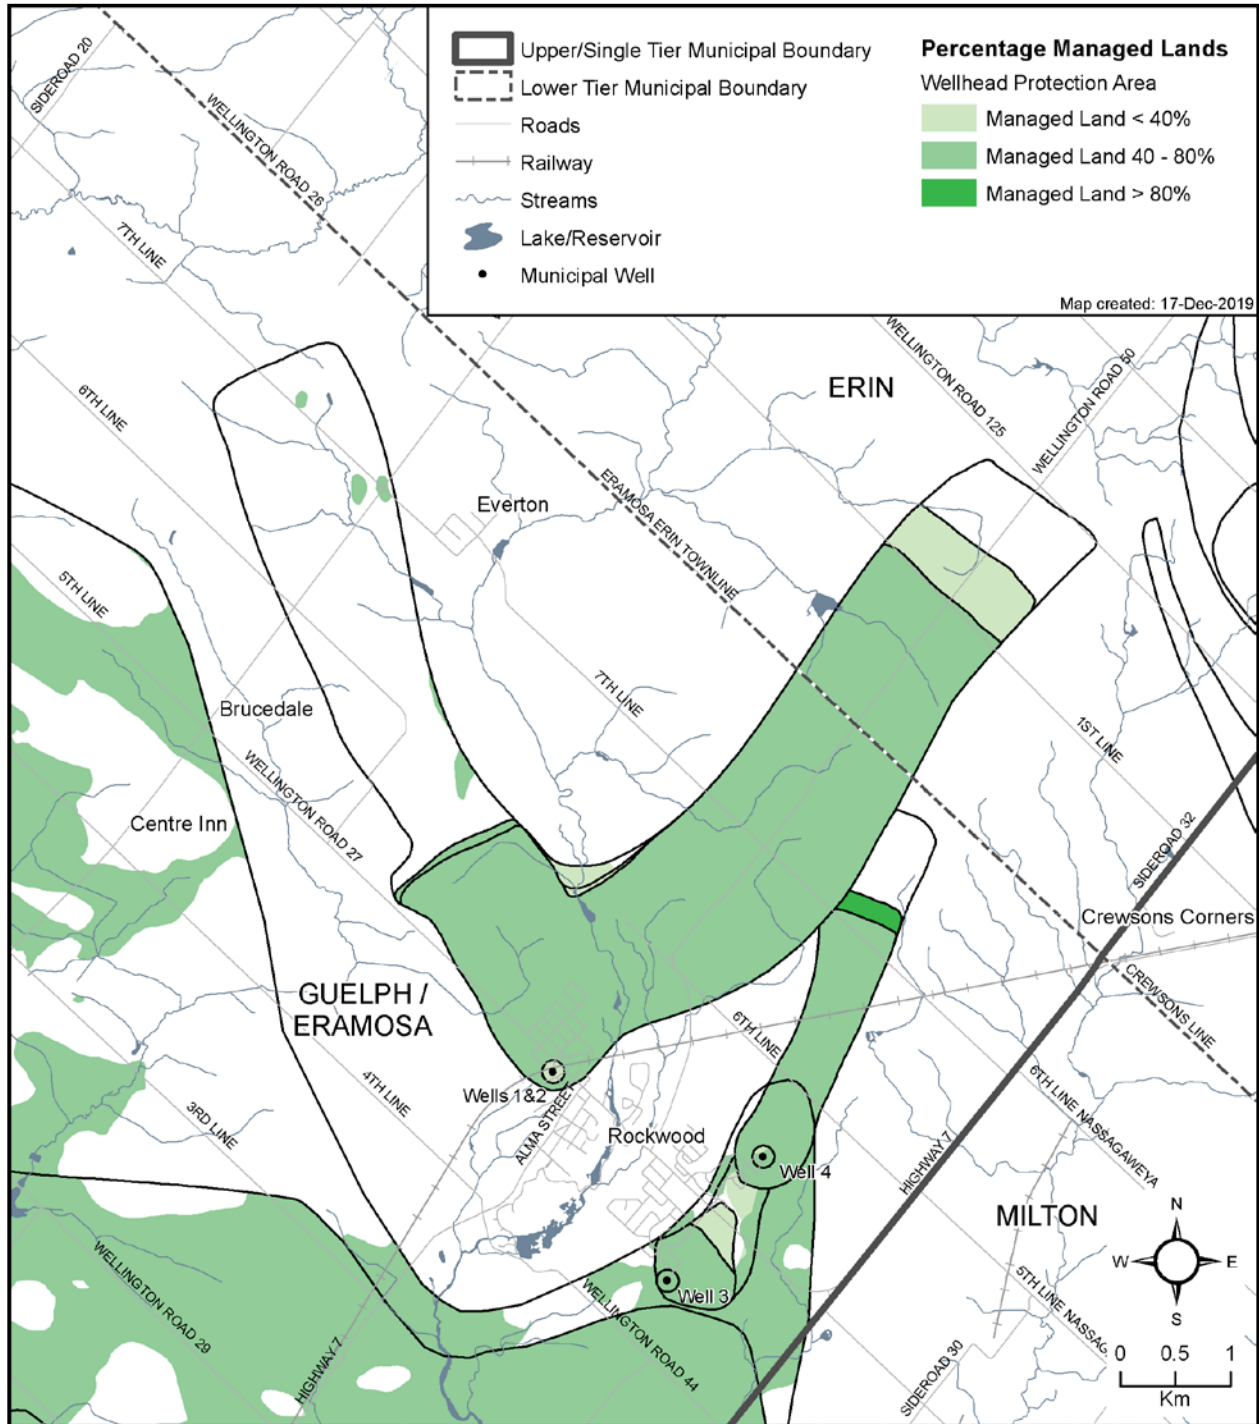 Upper/Single Tier Municipal Boundary
Lower Tier Municipal Boundary
Roads
Railway
Streams
Lake/Reservoir
Municipal Well
Percentage Managed Lands
Wellhead Protection Area
Managed Land < 40%
Managed Land 40 - 80%
Managed Land > 80%
Map created: 17-Dec-2019
SIDEROAD 20
WELLINGTON ROAD 26
7TH LINE
6TH LINE
5TH LINE
ERIN
WELLINGTON ROAD 125
WELLINGTON ROAD 50
Everton
ERAMOSA ERIN TOWNLINE
7TH LINE
1ST LINE
Brucedale
WELLINGTON ROAD 27
Centre Inn
SIDEROAD 32
Crewsons Corners
CREWSONS LINE
GUELPH /
ERAMOSA
6TH LINE
4TH LINE
3RD LINE
Wells 1&2
ALMA STREET
Rockwood
Well 4
Well 3
HIGHWAY 7
6TH LINE NASSAGAWEYA
MILTON
5TH LINE NASSAG
WELLINGTON ROAD 29
HIGHWAY 7
WELLINGTON ROAD 44
SIDEROAD 30
N
W
E
S
0 0.5 1
Km